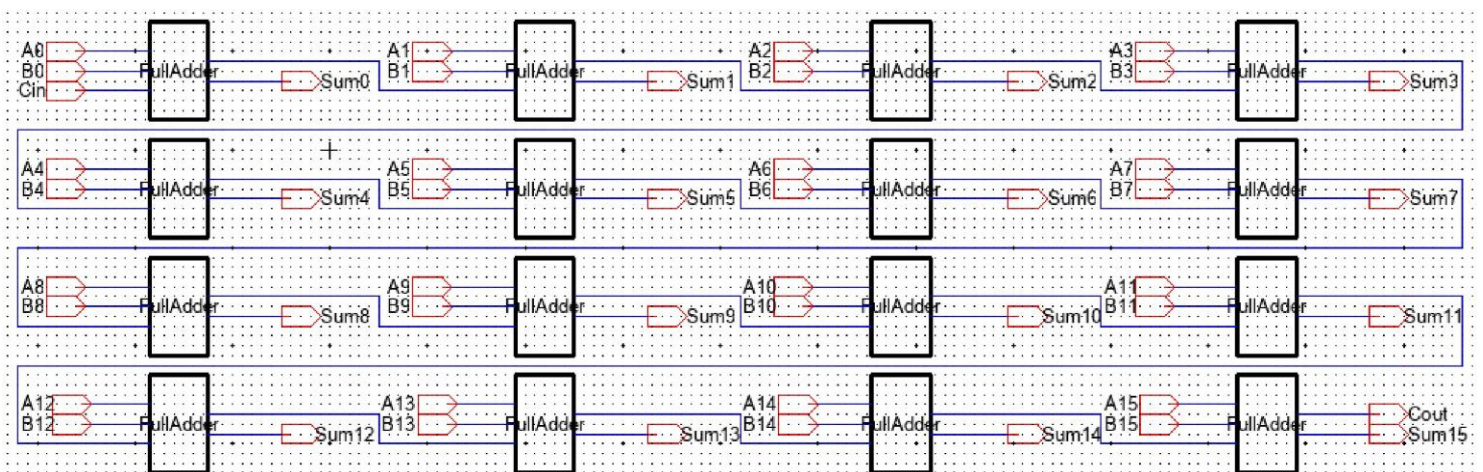 A0 A1 A2 A3
B0 FullAdder Sum0 B1 FullAdder Sum1 B2 FullAdder Sum2 B3 FullAdder Sum3
Cin
A4 A5 A6 A7
B4 FullAdder Sum4 B5 FullAdder Sum5 B6 FullAdder Sum6 B7 FullAdder Sum7
A8 A9 A10 A11
B8 FullAdder Sum8 B9 FullAdder Sum9 B10 FullAdder Sum10 B11 FullAdder Sum11
A12 A13 A14 A15
B12 FullAdder Sum12 B13 FullAdder Sum13 B14 FullAdder Sum14 B15 FullAdder Cout
Sum15